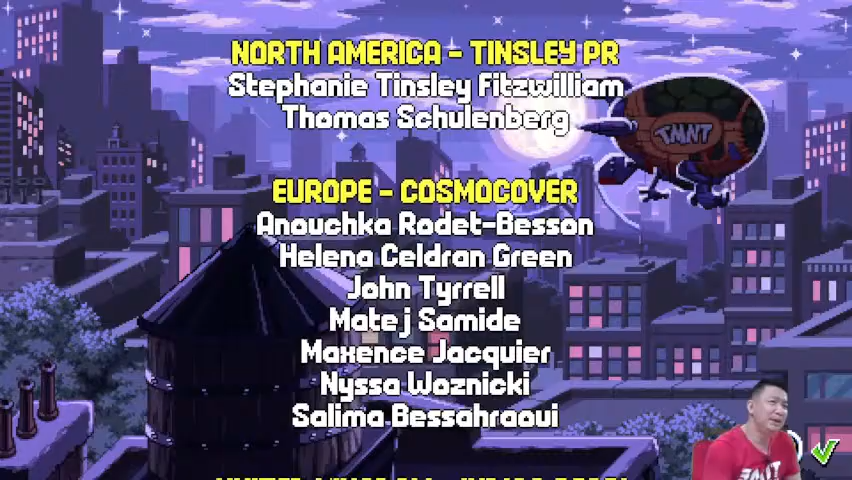 NORTH AMERICA - TINSLEY PR
Stephanie Tinsley Fitzwilliam
Thomas Schulenberg
TMNT
EUROPE - COSMOCOVER
Anouchka Rodet-Besson
Helena Celdran Green
John Tyrrell
Matej Samide
Maxence Jacquier
Nyssa Woznicki
Salima Bessahraoui